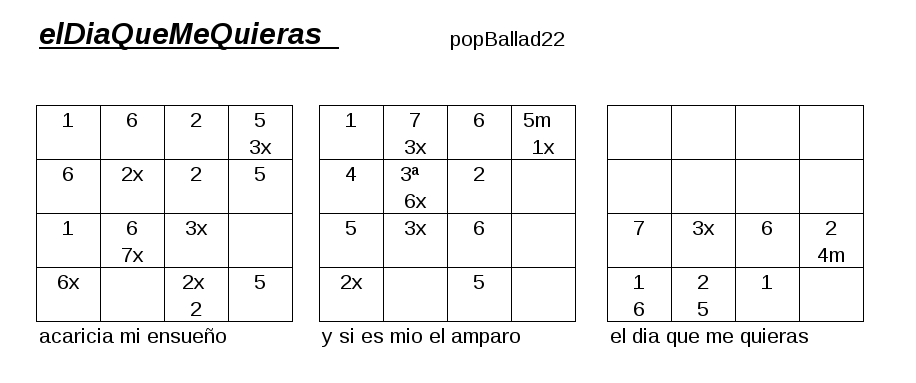 elDiaQueMeQuieras popBallad22
1 6 2 5 1 7 6 5m
3x 3x 1x
6 2x 2 5 4 3ª 2
6x
1 6 3x 5 3x 6 7 3x 6 2
7x 4m
6x 2x 5 2x 5 1 2 1
2 6 5
acaricia mi ensueño y si es mio el amparo el dia que me quieras